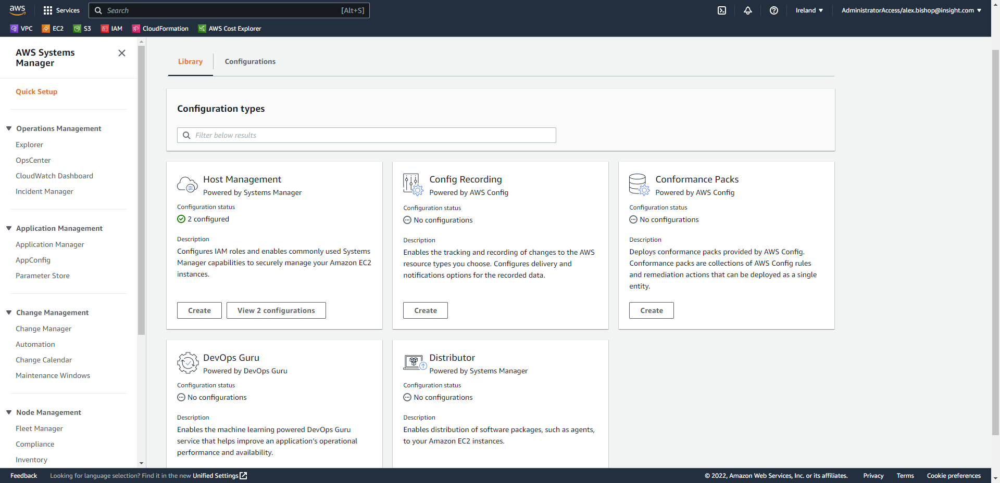 aws
Services
Search
[Alt+S]
Ireland ▼
AdministratorAccess/alex.bishop@insight.com ▼
VPC
EC2
S3
IAM
CloudFormation
AWS Cost Explorer
AWS Systems
Manager
Quick Setup
Operations Management
Explorer
OpsCenter
CloudWatch Dashboard
Incident Manager
Application Management
Application Manager
AppConfig
Parameter Store
Change Management
Change Manager
Automation
Change Calendar
Maintenance Windows
Node Management
Fleet Manager
Compliance
Inventory
Library
Configurations
Configuration types
Filter below results
Host Management
Powered by Systems Manager
Configuration status
2 configured
Description
Configures IAM roles and enables commonly used Systems
Manager capabilities to securely manage your Amazon EC2
instances.
Create
View 2 configurations
Config Recording
Powered by AWS Config
Configuration status
No configurations
Description
Enables the tracking and recording of changes to the AWS
resource types you choose. Configures delivery and
notifications options for the recorded data.
Create
Conformance Packs
Powered by AWS Config
Configuration status
No configurations
Description
Deploys conformance packs provided by AWS Config.
Conformance packs are collections of AWS Config rules
and remediation actions that can be deployed as a single
entity.
Create
DevOps Guru
Powered by DevOps Guru
Configuration status
No configurations
Description
Enables the machine learning powered DevOps Guru
service that helps improve an application’s operational
performance and availability.
Distributor
Powered by Systems Manager
Configuration status
No configurations
Description
Enables distribution of software packages, such as agents,
to your Amazon EC2 instances.
Feedback
Looking for language selection? Find it in the new Unified Settings
© 2022, Amazon Web Services, Inc. or its affiliates.
Privacy
Terms
Cookie preferences